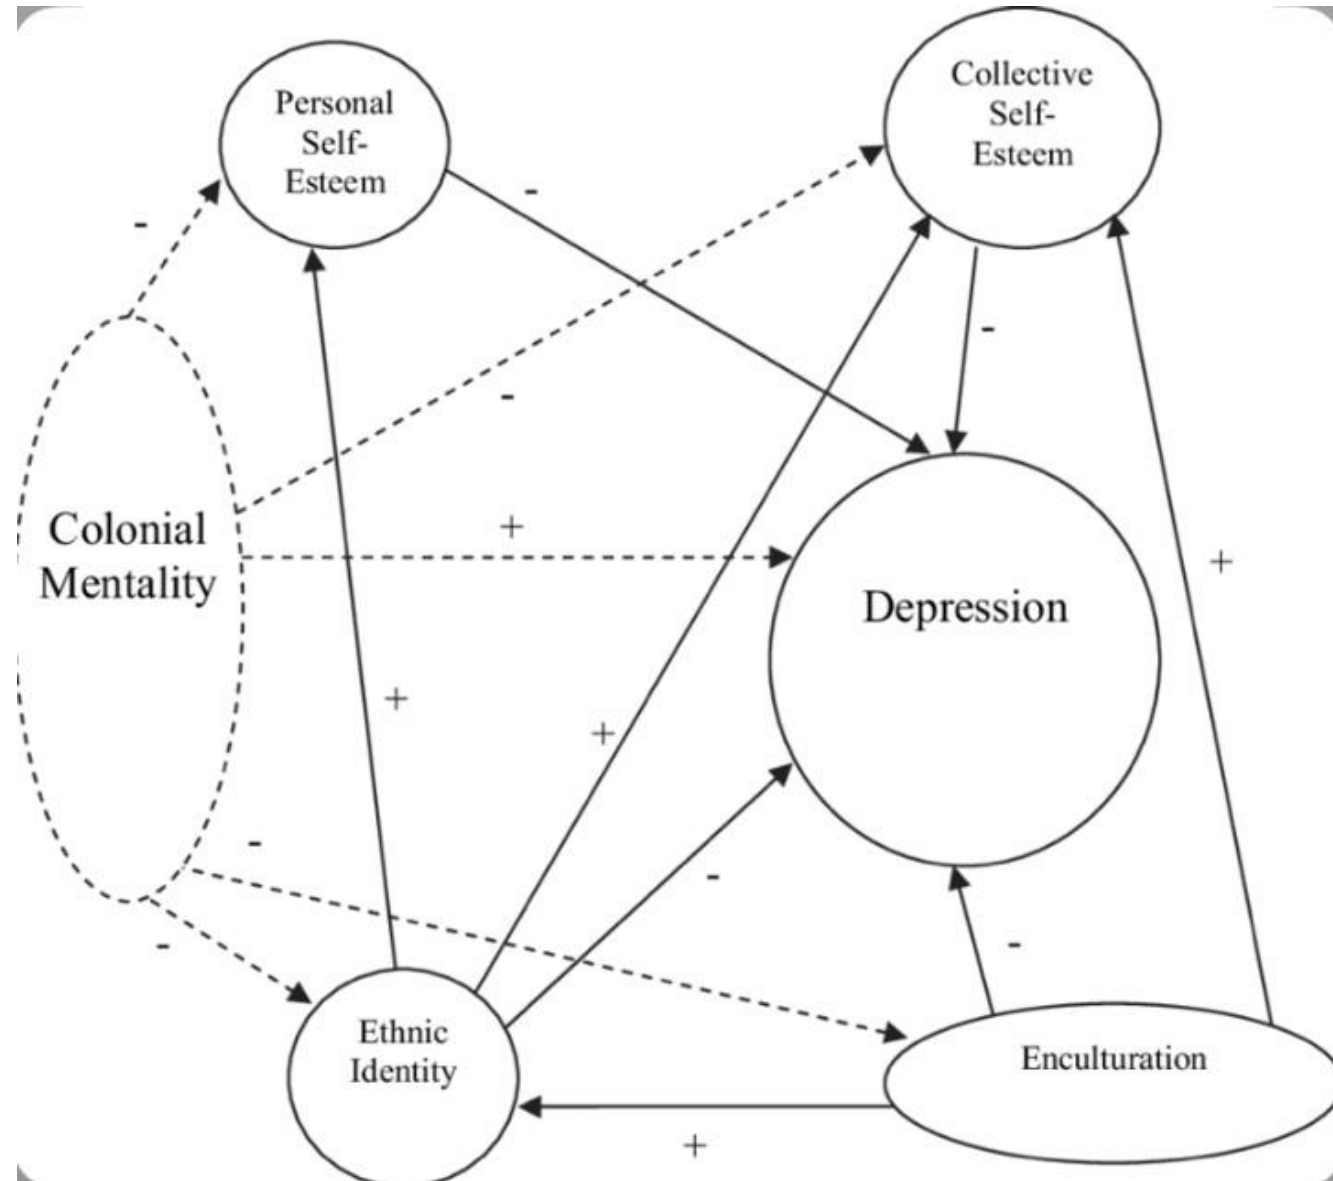 Personal
Self-
Esteem
Collective
Self-
Esteem
-
-
-
-
Colonial
Mentality
+
+
Depression
+
+
-
-
-
-
Ethnic
Identity
Enculturation
+